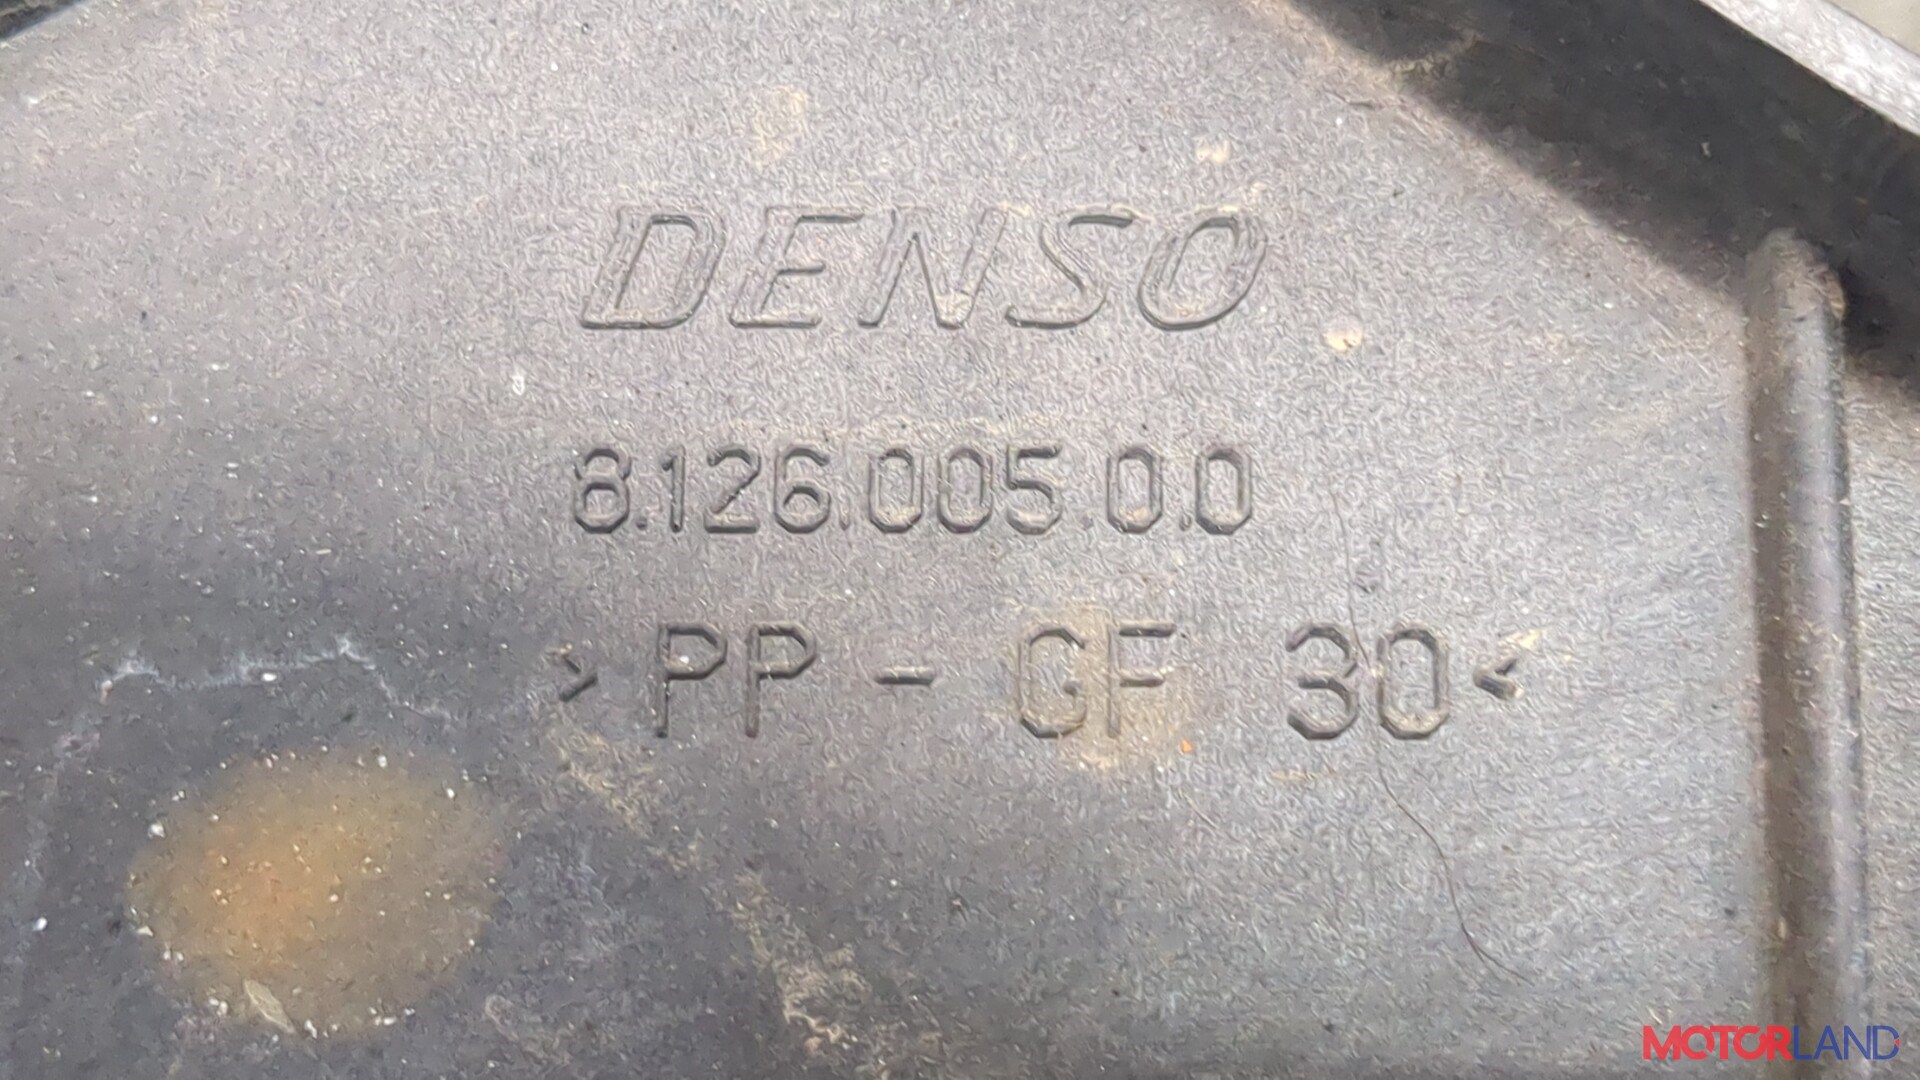 DENSO
8.126.005.0.0
>PP - GF 30<
MOTORLAND